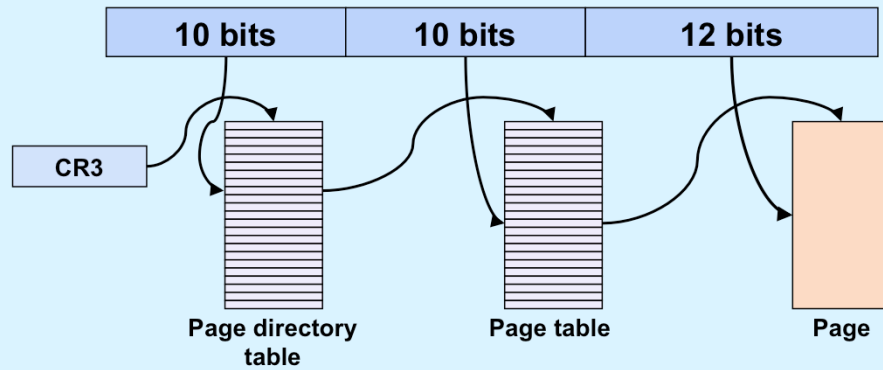 10 bits
10 bits
12 bits
CR3
Page directory
table
Page table
Page